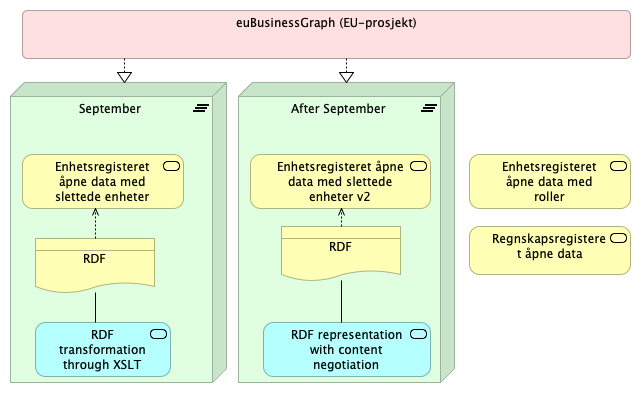 euBusinessGraph (EU-prosjekt)
September
After September
Enhetsregisteret
åpne data med
slettede enheter
Enhetsregisteret åpne
data med slettede
enheter v2
Enhetsregisteret
åpne data med
roller
Regnskapsregistere
t åpne data
RDF
RDF
RDF
transformation
through XSLT
RDF representation
with content
negotiation